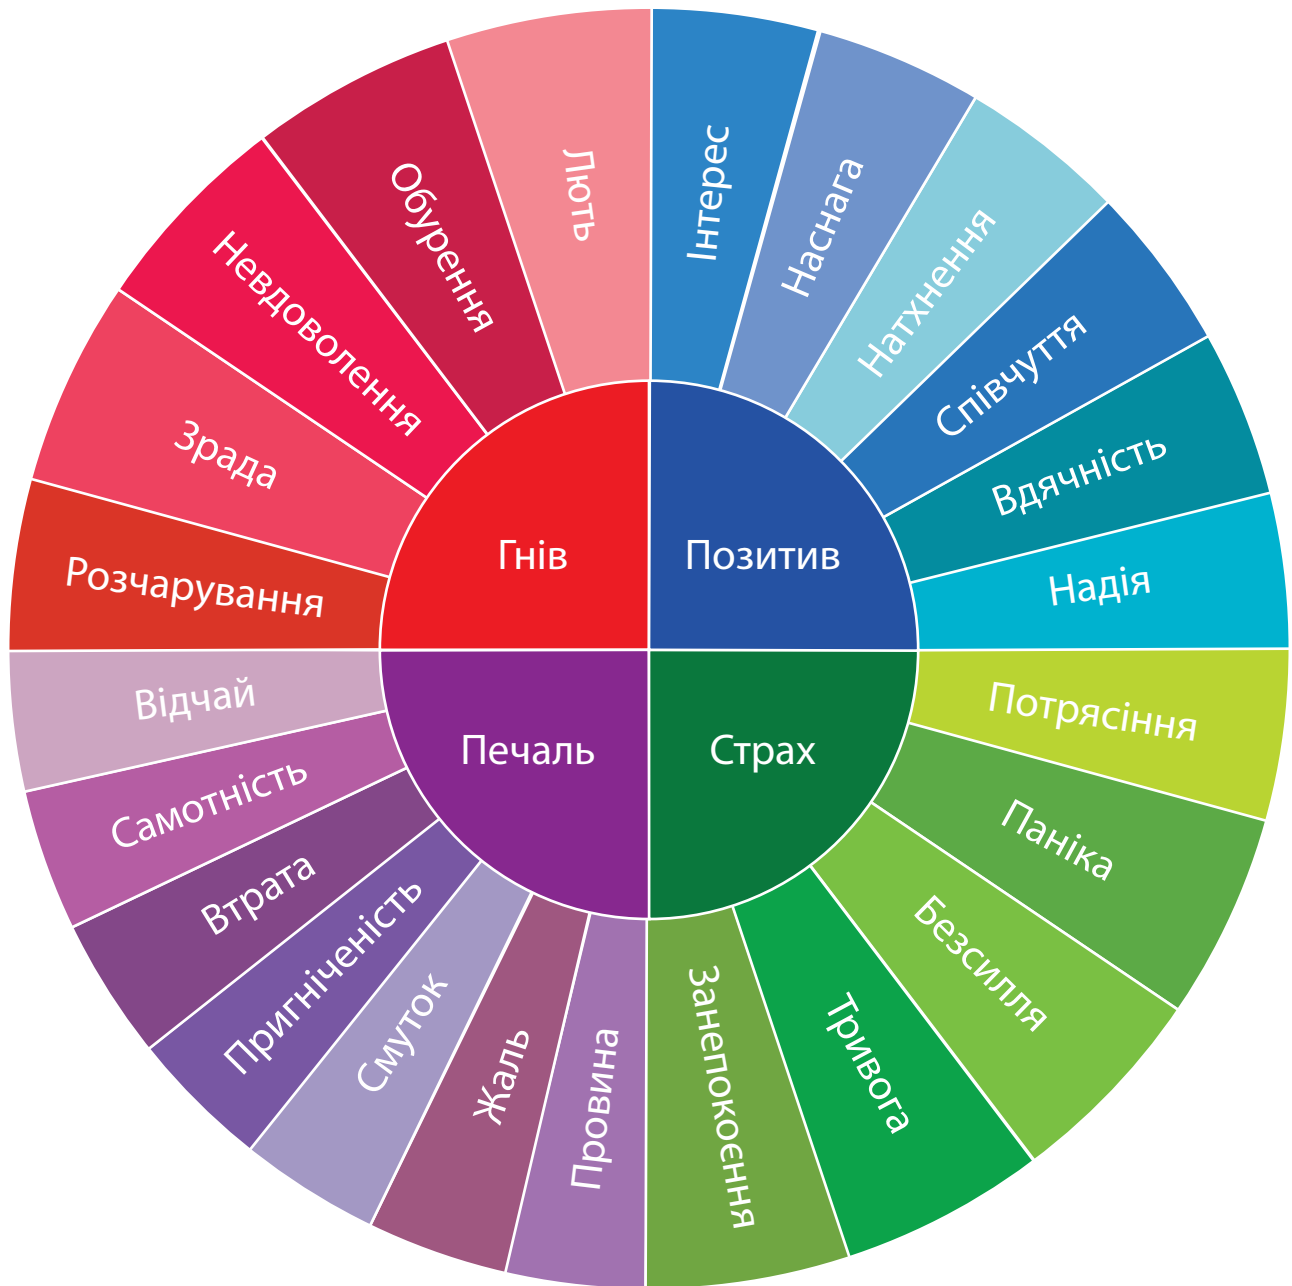 Гнів
Позитив
Печаль
Страх
Інтерес
Наснага
Натхнення
Співчуття
Вдячність
Надія
Потрясіння
Паніка
Безсилля
Тривога
Занепокоєння
Провина
Жаль
Смуток
Пригніченість
Втрата
Самотність
Відчай
Розчарування
Зрада
Невдоволення
Обурення
Лють